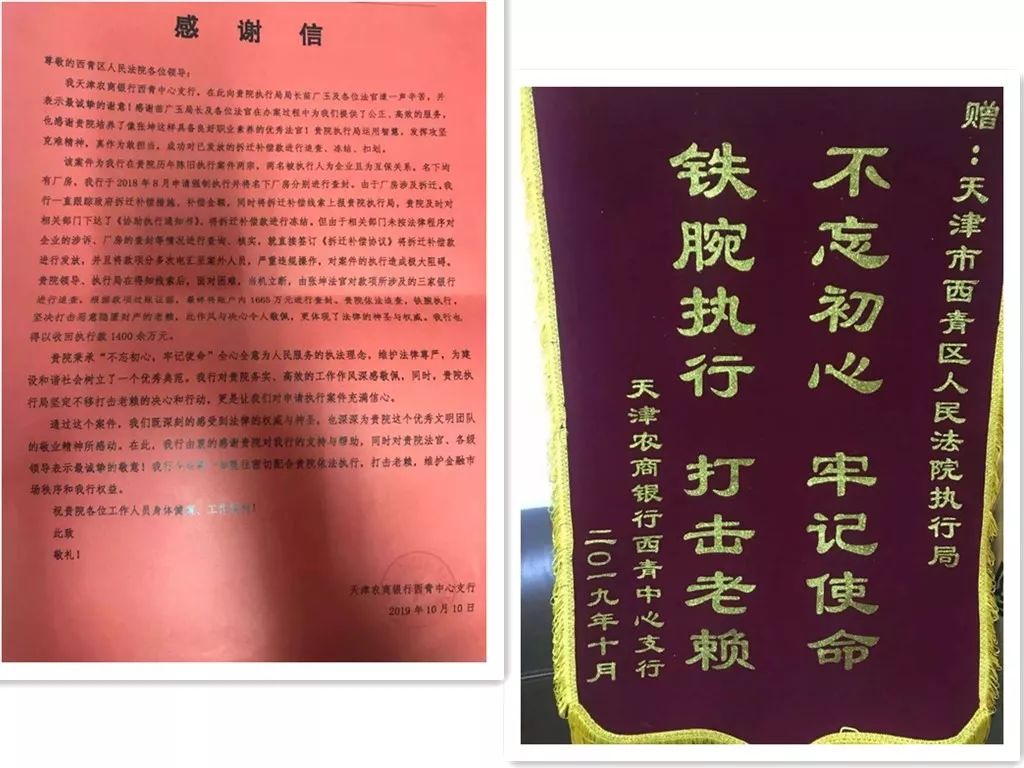 感谢信
尊敬的西青区人民法院各位领导：
我天津农商银行西青中心支行，在此向贵院执行局局长苗广玉及各位法官道一声辛苦，并
表示最诚挚的谢意！感谢苗广玉局长及各位法官在办案过程中为我们提供了公正、高效的服务，
也感谢贵院培养了像张坤这样具备良好职业素养的优秀法官！贵院执行局运用智慧，发挥攻坚
克难精神，真作为敢担当，成功对已发放的拆迁补偿款进行追查、冻结、扣划。
该案件为我行在贵院历年陈旧执行案件两宗，两名被执行人为企业且为互保关系，名下均
有厂房，我行于2018年8月申请强制执行并将名下厂房分别进行查封。由于厂房涉及拆迁，我
行一直跟踪政府拆迁补偿措施、补偿金额，同时将拆迁补偿线索上报贵院执行局，贵院及时对
相关部门下达了《协助执行通知书》，将拆迁补偿款进行冻结。但由于相关部门未按法律程序对
企业的涉诉、厂房的查封等情况进行查询、核实，就直接签订《拆迁补偿协议》将拆迁补偿款
进行发放，并且将款项分多次电汇至案外人员，严重违规操作，对案件的执行造成极大阻碍。
贵院领导、执行局在得知线索后，面对困难，当机立断，由张坤法官对款项所涉及的三家银行
进行追查，根据款项过账证据，最终将账户内1665万元进行查封。贵院依法追查，铁腕执行，
坚决打击恶意隐匿财产的老赖，此作风与决心令人敬佩，更体现了法律的神圣与权威。我行也
得以收回执行款1400余万元。
贵院秉承“不忘初心，牢记使命”全心全意为人民服务的执法理念，维护法律尊严，为建
设和谐社会树立了一个优秀典范。我行对贵院务实、高效的工作作风深感敬佩，同时，贵院执
行局坚定不移打击老赖的决心和行动，更是让我们对申请执行案件充满信心。
通过这个案件，我们既深刻的感受到法律的权威与神圣，也深深为贵院这个优秀文明团队
的敬业精神所感动。在此，我行由衷的感谢贵院对我行的支持与帮助，同时对贵院法官、各级
领导表示最诚挚的敬意！我行密切配合贵院依法执行，打击老赖，维护金融市
场秩序和我行权益。
祝贵院各位工作人员身体健康、工作！
此致
敬礼！
天津农商银行西青中心支行
2019年10月10日
赠：天津市西青区人民法院执行局
不忘初心 牢记使命
铁腕执行 打击老赖
天津农商银行西青中心支行
二〇一九年十月